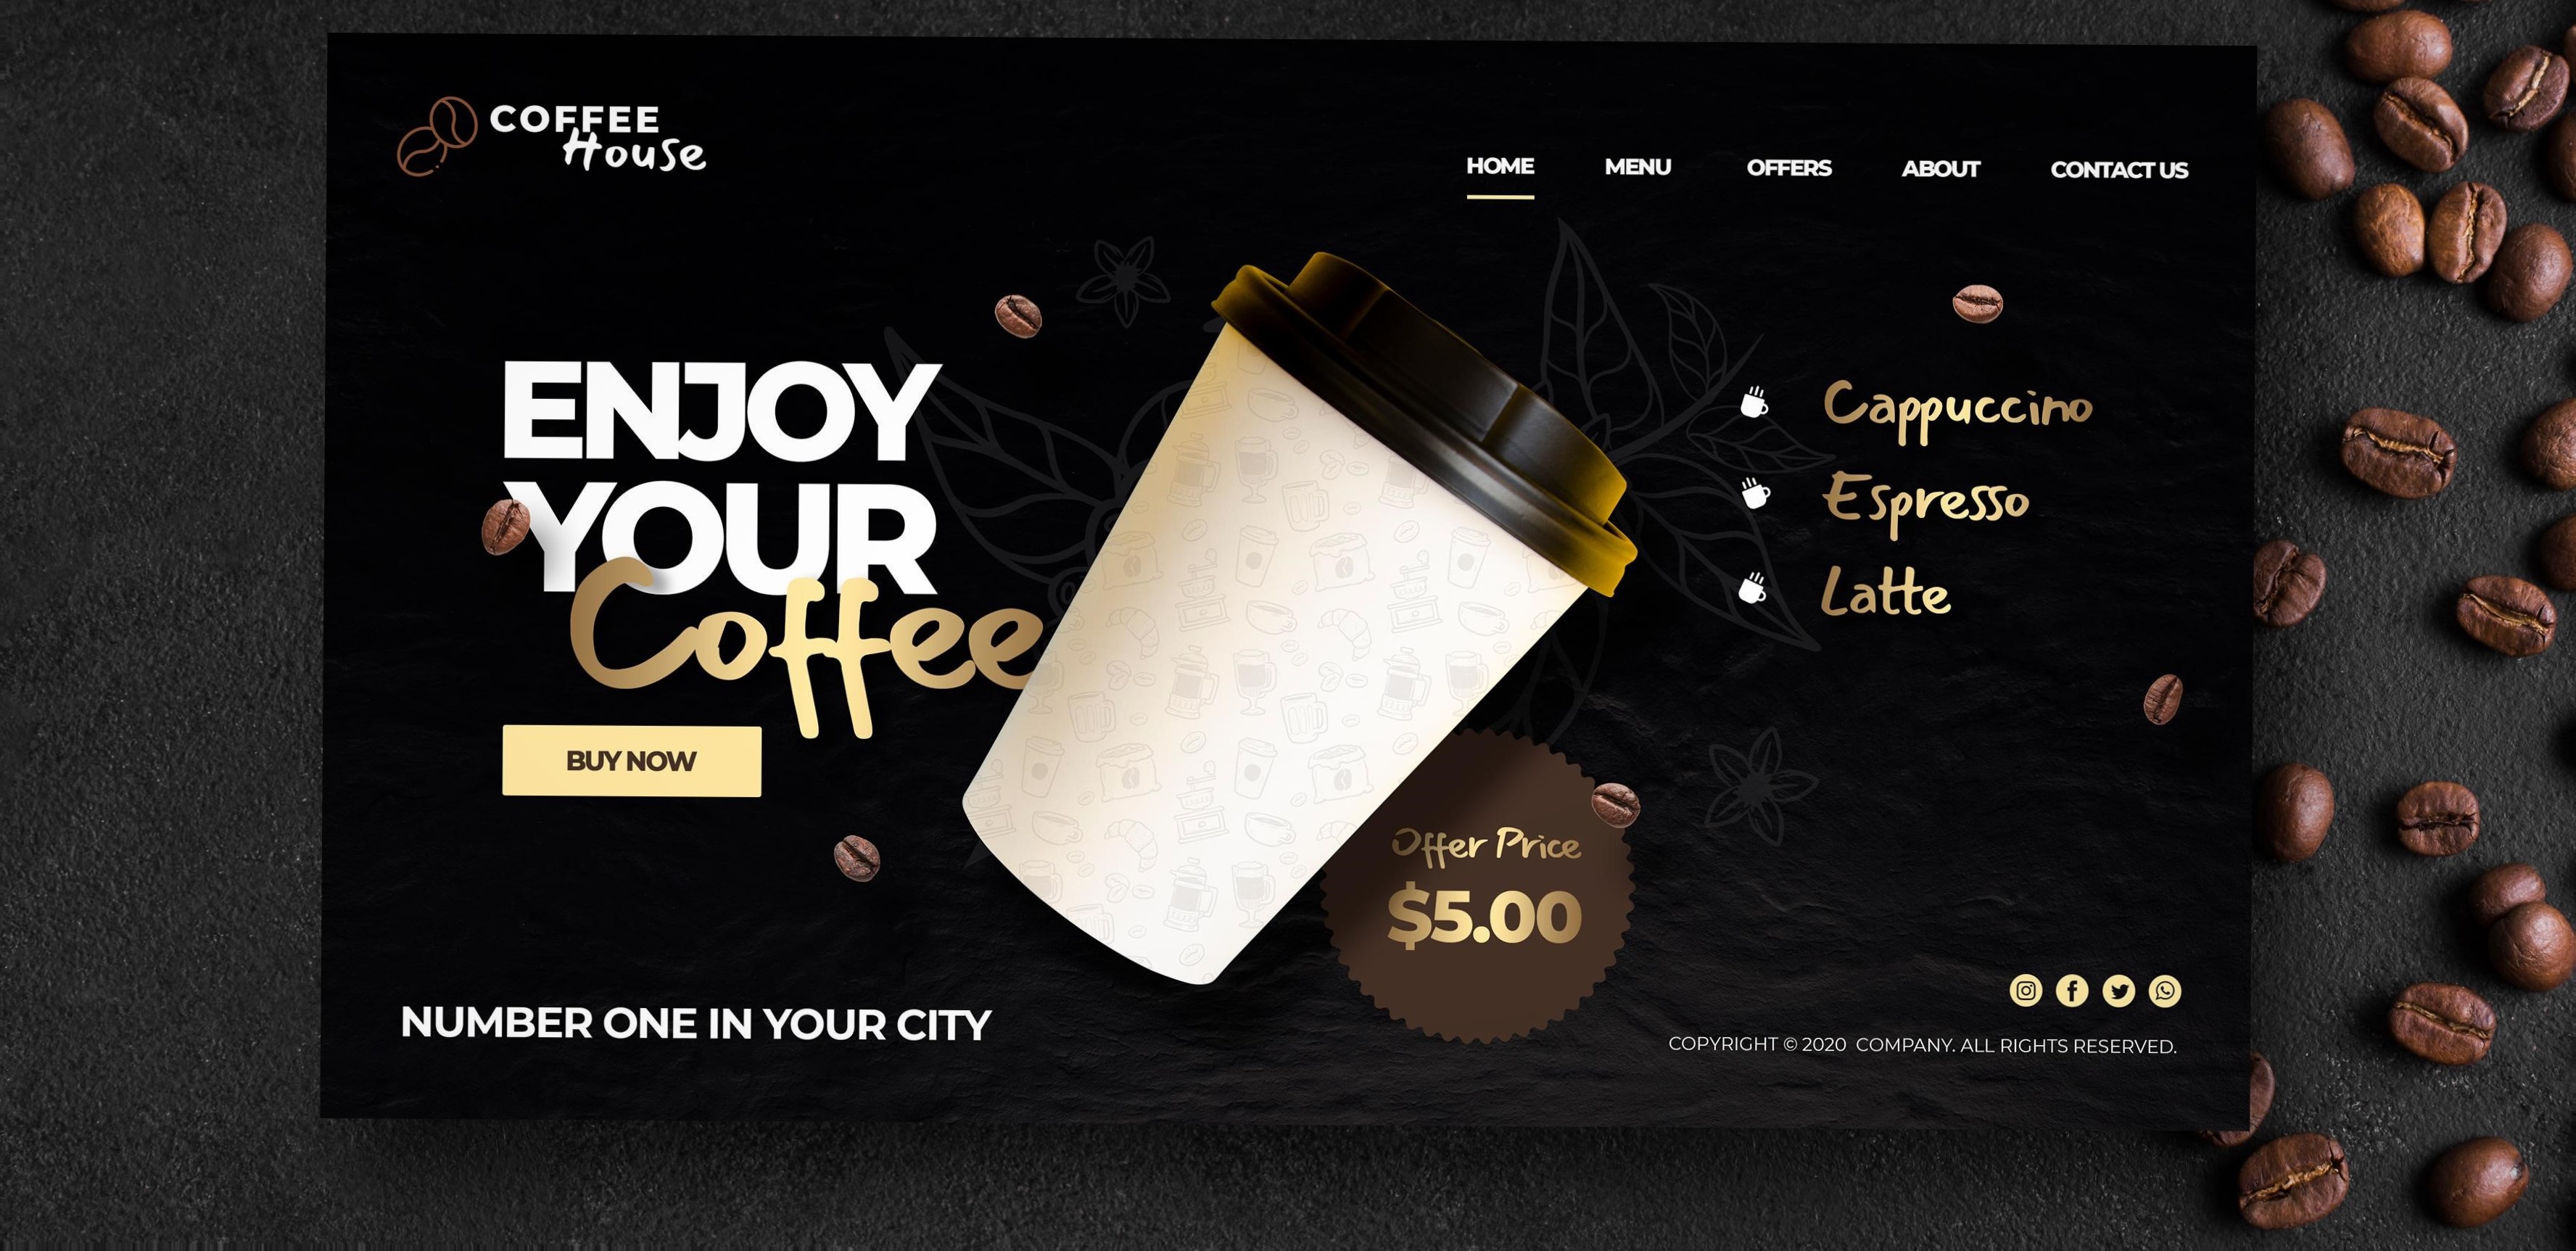 COFFEE
House
HOME MENU OFFERS ABOUT CONTACT US
ENJOY
YOUR
Coffee
BUY NOW
Cappuccino
Espresso
Latte
Offer Price
$5.00
NUMBER ONE IN YOUR CITY
COPYRIGHT © 2020 COMPANY. ALL RIGHTS RESERVED.